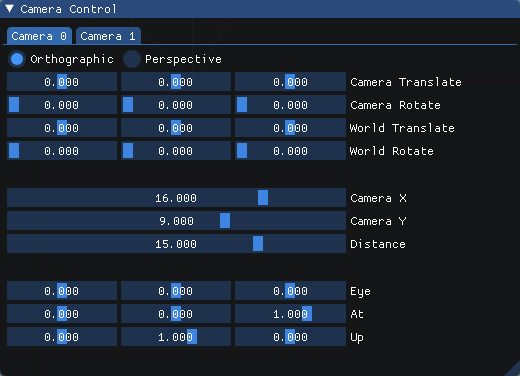 Camera Control
Camera 0 Camera 1
Orthographic Perspective
0.000 0.000 0.000 Camera Translate
0.000 0.000 0.000 Camera Rotate
0.000 0.000 0.000 World Translate
0.000 0.000 0.000 World Rotate
16.000 Camera X
9.000 Camera Y
15.000 Distance
0.000 0.000 0.000 Eye
0.000 0.000 1.000 At
0.000 1.000 0.000 Up